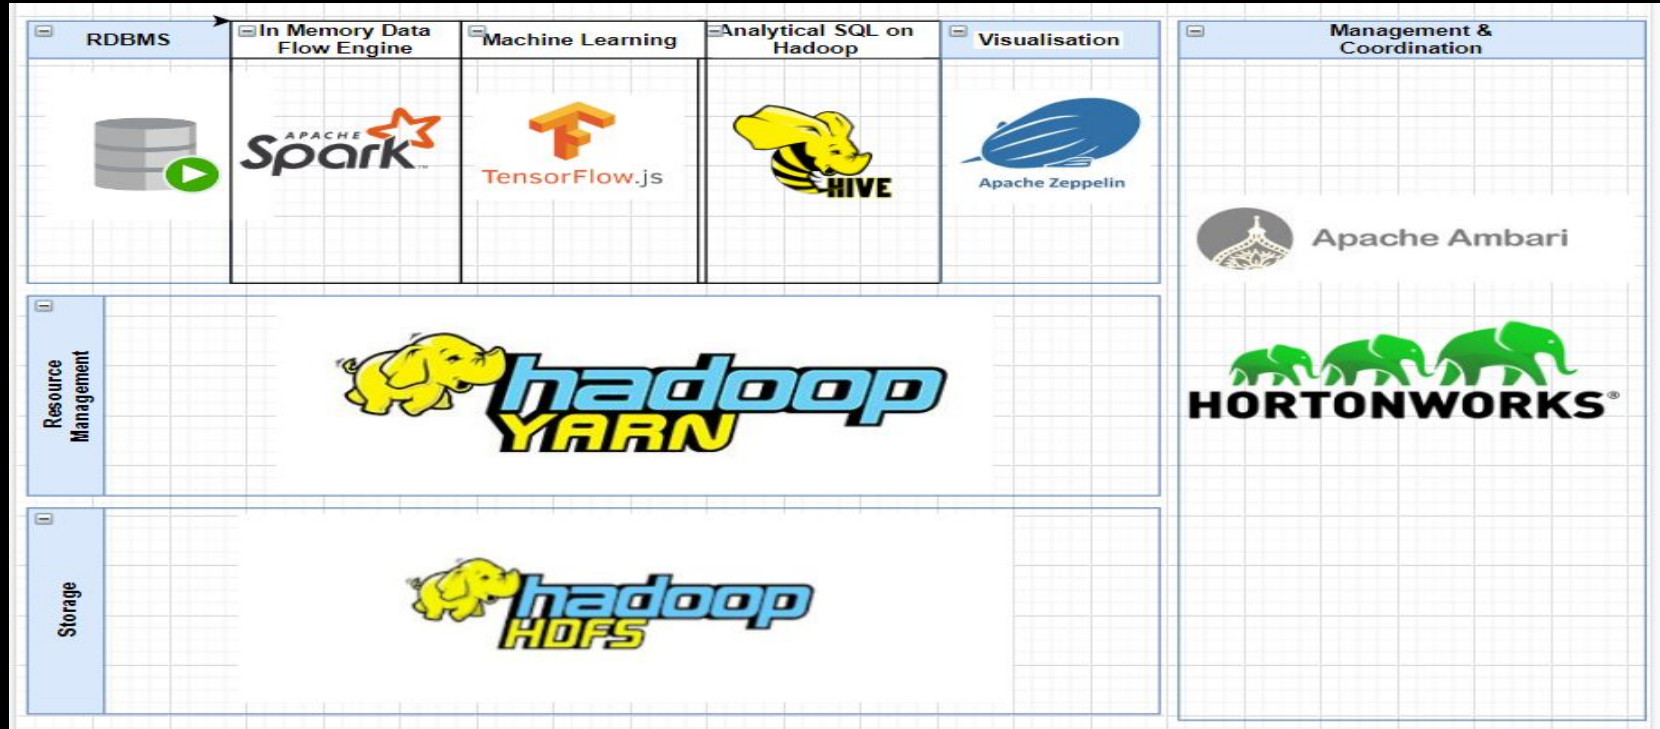 RDBMS
In Memory Data
Flow Engine
Machine Learning
Analytical SQL on
Hadoop
Visualisation
Management &
Coordination
APACHE
Spark™
TensorFlow.js
HIVE
Apache Zeppelin
Apache Ambari
HORTONWORKS®
Resource
Management
hadoop
YARN
Storage
hadoop
HDFS